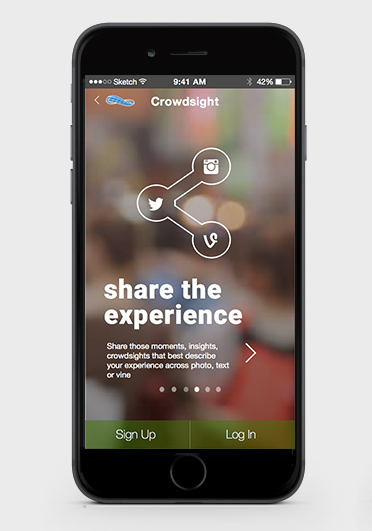 Sketch 9:41 AM 42%
Crowdsight
share the
experience
Share those moments, insights,
crowdsights that best describe
your experience across photo, text
or vine
Sign Up Log In